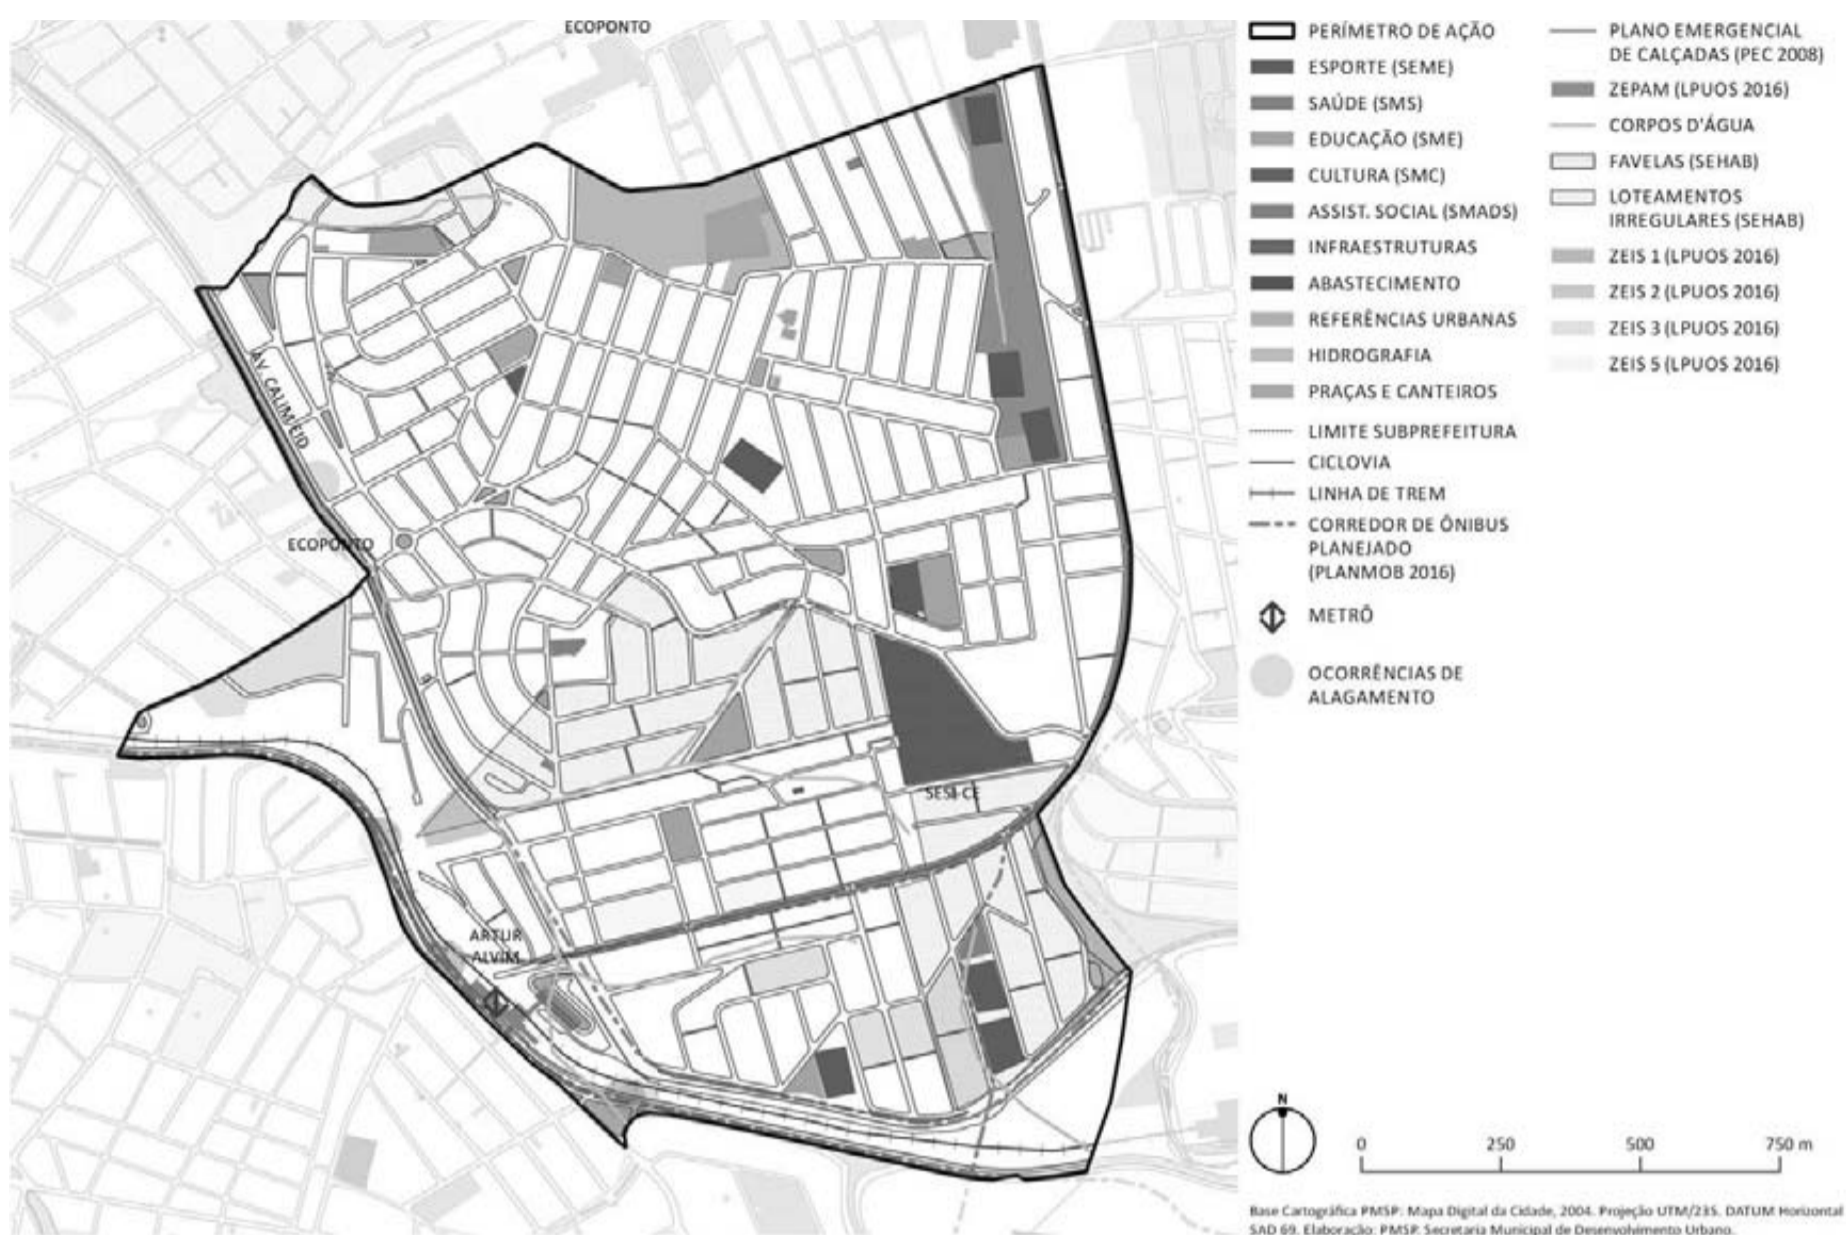 ECOPONTO
AV. CALIM EID
ECOPONTO
SESI-CE
ARTUR
ALVIM
PERÍMETRO DE AÇÃO
ESPORTE (SEME)
SAÚDE (SMS)
EDUCAÇÃO (SME)
CULTURA (SMC)
ASSIST. SOCIAL (SMADS)
INFRAESTRUTURAS
ABASTECIMENTO
REFERÊNCIAS URBANAS
HIDROGRAFIA
PRAÇAS E CANTEIROS
LIMITE SUBPREFEITURA
CICLOVIA
LINHA DE TREM
CORREDOR DE ÔNIBUS
PLANEJADO
(PLANMOB 2016)
METRÔ
OCORRÊNCIAS DE
ALAGAMENTO
PLANO EMERGENCIAL
DE CALÇADAS (PEC 2008)
ZEPAM (LPUOS 2016)
CORPOS D'ÁGUA
FAVELAS (SEHAB)
LOTEAMENTOS
IRREGULARES (SEHAB)
ZEIS 1 (LPUOS 2016)
ZEIS 2 (LPUOS 2016)
ZEIS 3 (LPUOS 2016)
ZEIS 5 (LPUOS 2016)
N
0 250 500 750 m
Base Cartográfica PMSP. Mapa Digital da Cidade, 2004. Projeção UTM/23S. DATUM Horizontal
SAD 69. Elaboração: PMSP. Secretaria Municipal de Desenvolvimento Urbano.